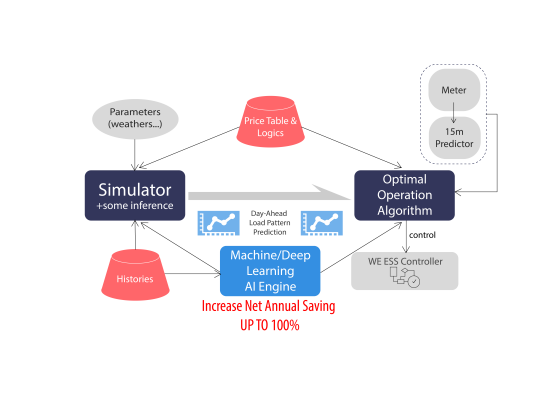 Parameters
(weathers...)
Price Table &
Logics
Meter
15m
Predictor
Simulator
+some inference
Optimal
Operation
Algorithm
Day-Ahead
Load Pattern
Prediction
control
Histories
Machine/Deep
Learning
AI Engine
WE ESS Controller
Increase Net Annual Saving
UP TO 100%